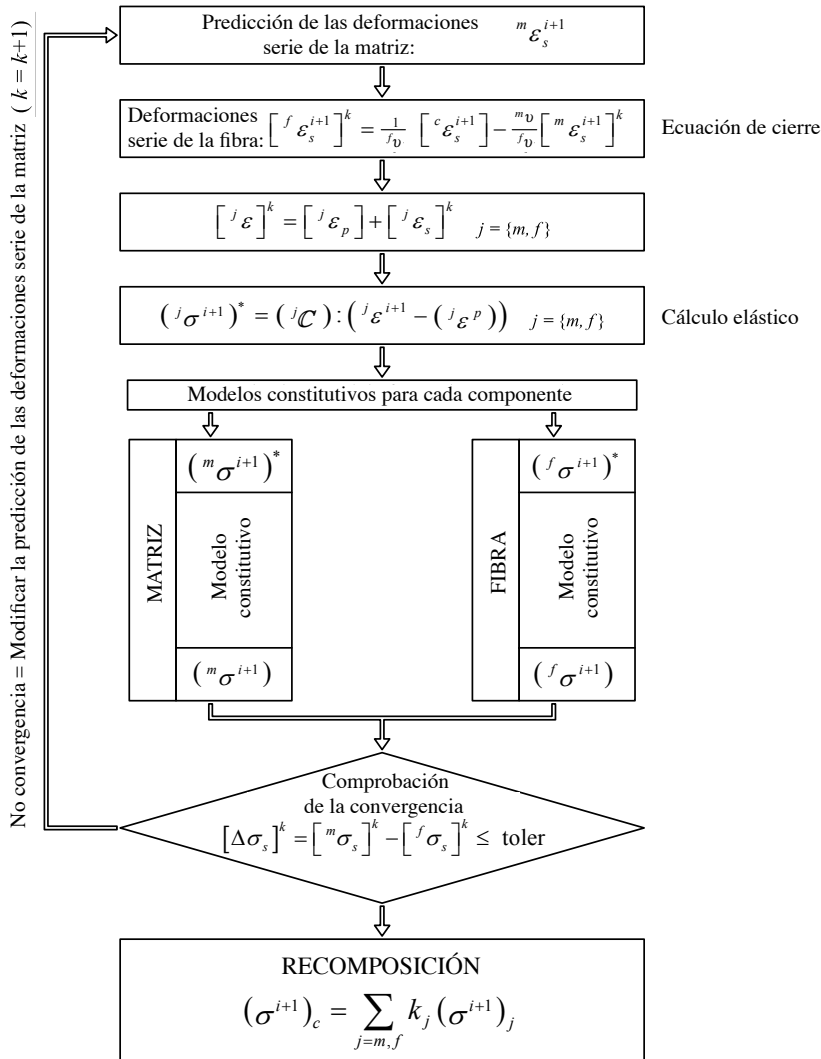 Predicción de las deformaciones
serie de la matriz: ^m ε_s^{i+1}
Deformaciones
serie de la fibra: [^f ε_s^{i+1}]^k = 1/^fυ [^c ε_s^{i+1}] − ^mυ/^fυ [^m ε_s^{i+1}]^k
Ecuación de cierre
[^j ε]^k = [^j ε_p] + [^j ε_s]^k j = {m, f}
(^j σ^{i+1})^* = (^j C) : (^j ε^{i+1} − (^j ε^p)) j = {m, f}
Cálculo elástico
Modelos constitutivos para cada componente
MATRIZ
(^m σ^{i+1})^*
Modelo
constitutivo
(^m σ^{i+1})
FIBRA
(^f σ^{i+1})^*
Modelo
constitutivo
(^f σ^{i+1})
Comprobación
de la convergencia
[Δσ_s]^k = [^m σ_s]^k − [^f σ_s]^k ≤ toler
No convergencia = Modificar la predicción de las deformaciones serie de la matriz ( k = k+1)
RECOMPOSICIÓN
(σ^{i+1})_c = ∑_{j=m, f} k_j (σ^{i+1})_j